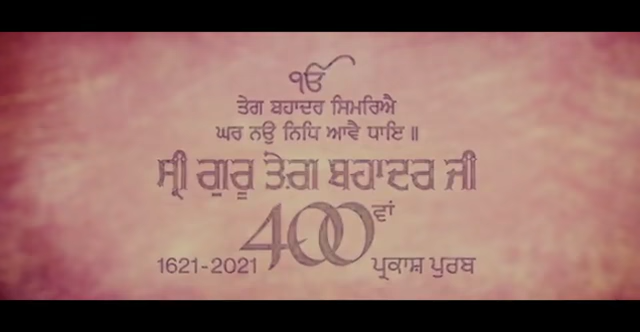 ੴ
ਤੇਗ ਬਹਾਦਰ ਸਿਮਰਿਐ
ਘਰ ਨਉ ਨਿਧਿ ਆਵੈ ਧਾਇ ॥
ਸ੍ਰੀ ਗੁਰੂ ਤੇਗ ਬਹਾਦਰ ਜੀ
400ਵਾਂ
1621-2021 ਪ੍ਰਕਾਸ਼ ਪੁਰਬ